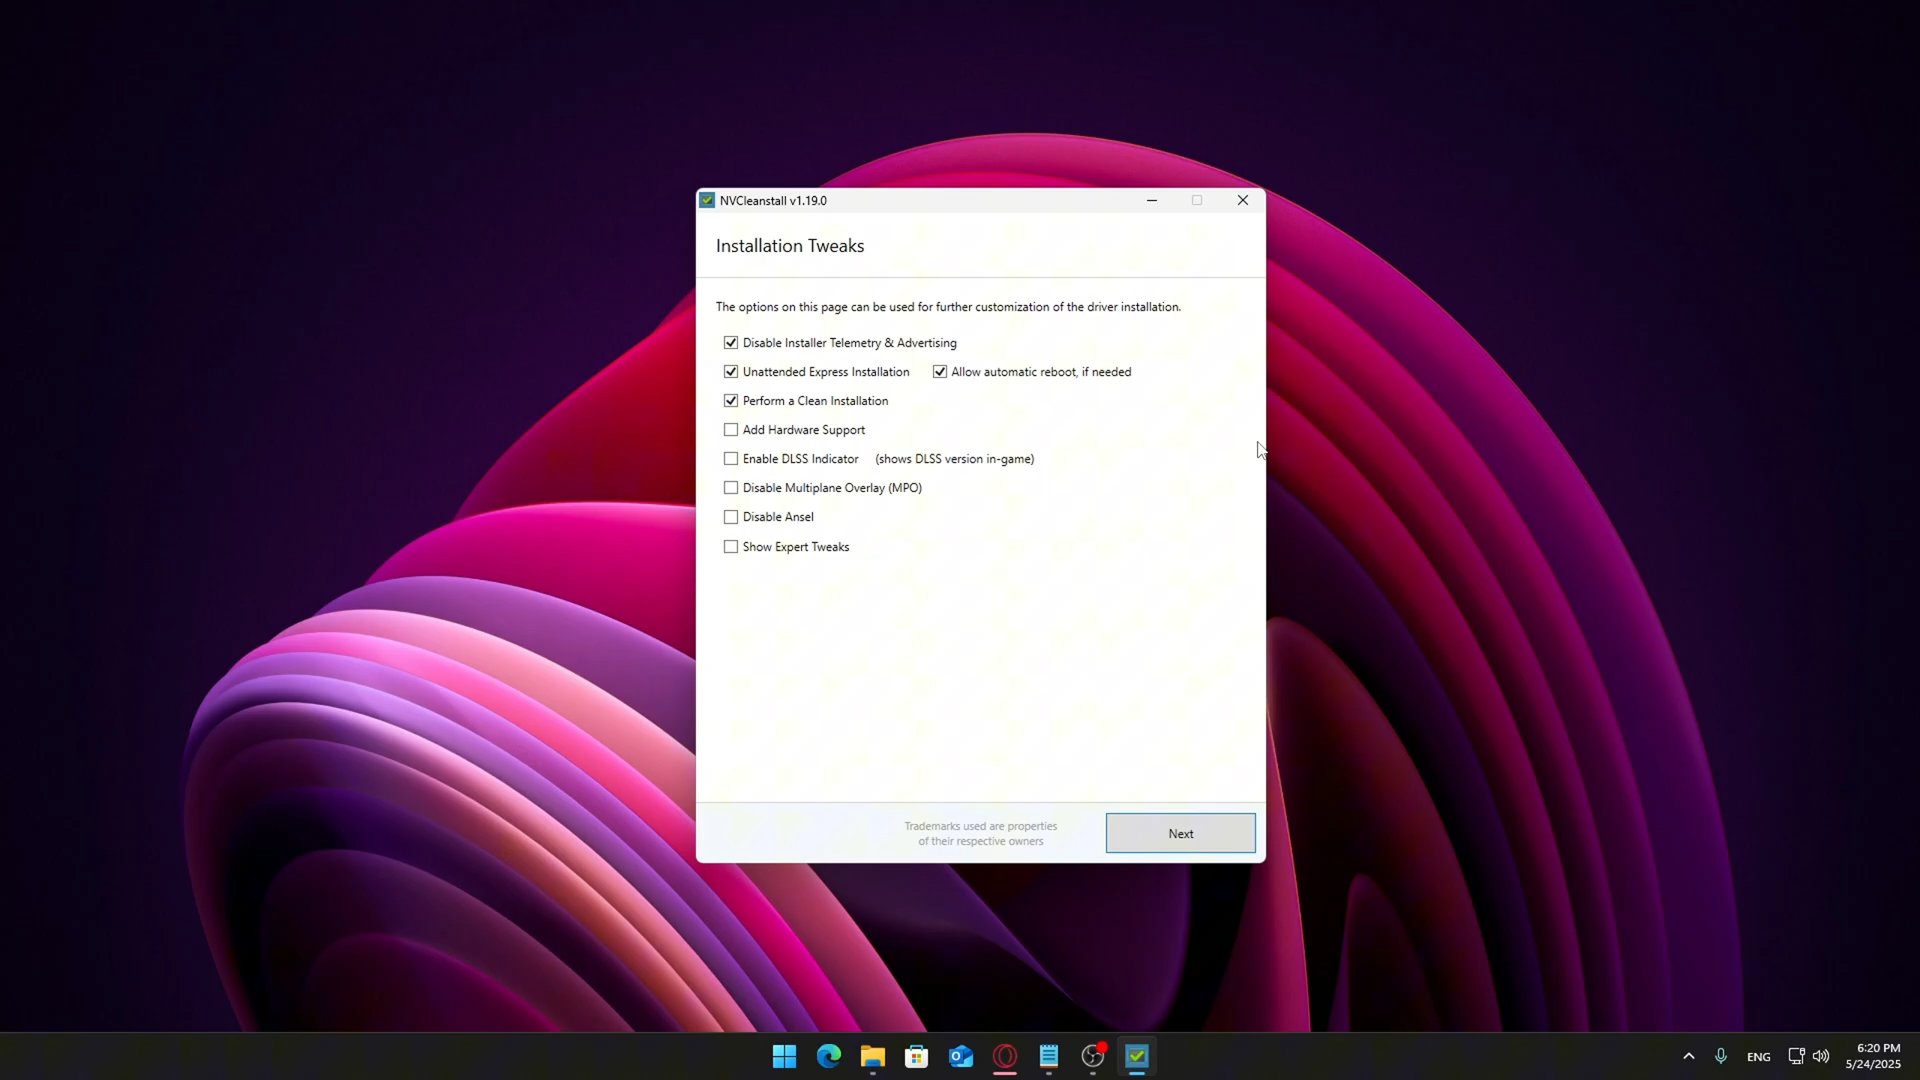 NVCleanstall v1.19.0
Installation Tweaks
The options on this page can be used for further customization of the driver installation.
Disable Installer Telemetry & Advertising
Unattended Express Installation Allow automatic reboot, if needed
Perform a Clean Installation
Add Hardware Support
Enable DLSS Indicator (shows DLSS version in-game)
Disable Multiplane Overlay (MPO)
Disable Ansel
Show Expert Tweaks
Trademarks used are properties
of their respective owners
Next
ENG
6:20 PM
5/24/2025